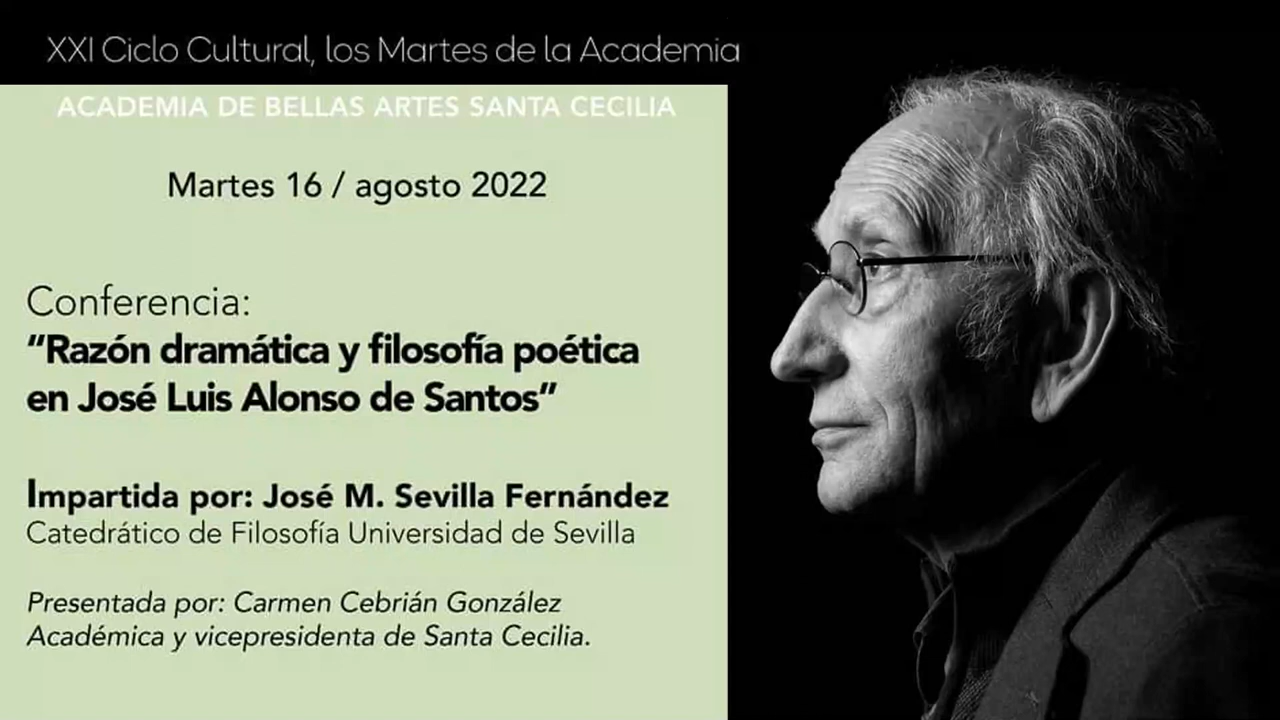 XXI Ciclo Cultural, los Martes de la Academia
ACADEMIA DE BELLAS ARTES SANTA CECILIA
Martes 16 / agosto 2022
Conferencia:
“Razón dramática y filosofía poética
en José Luis Alonso de Santos”
Impartida por: José M. Sevilla Fernández
Catedrático de Filosofía Universidad de Sevilla
Presentada por: Carmen Cebrián González
Académica y vicepresidenta de Santa Cecilia.